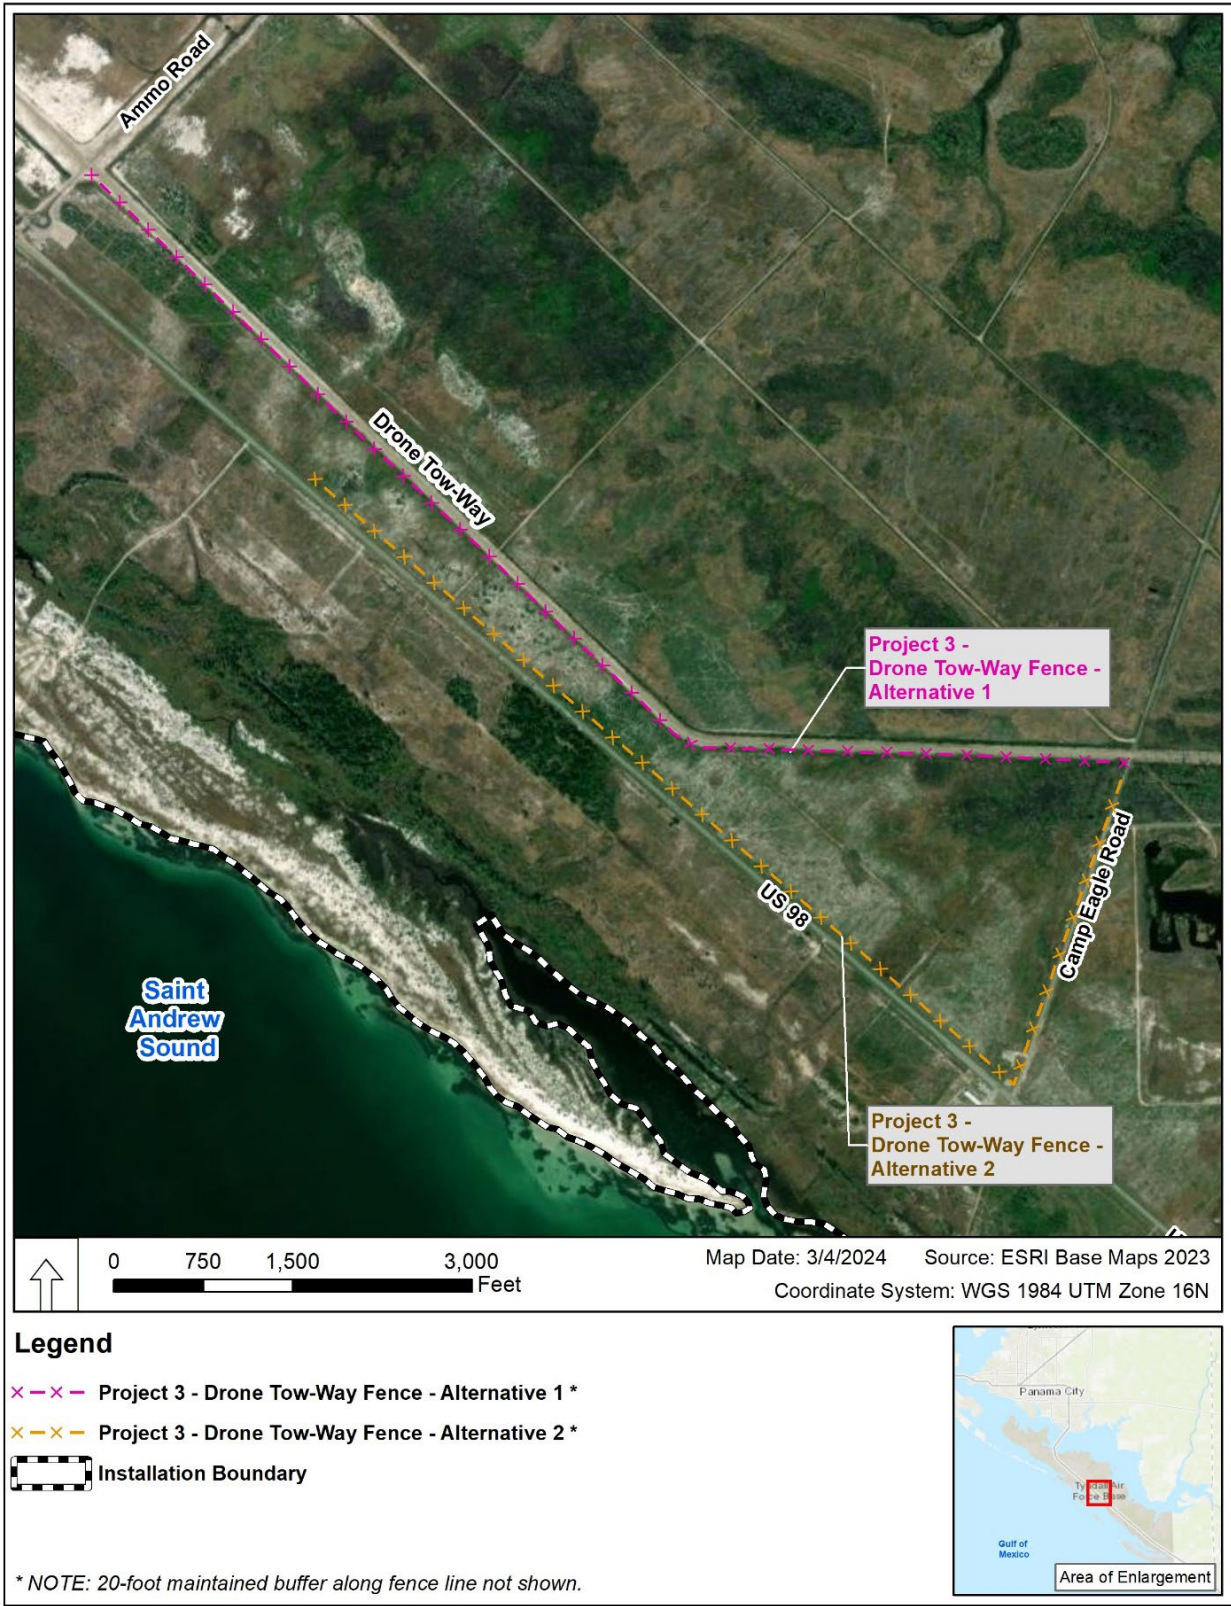 Ammo Road
Drone Tow-Way
Project 3 -
Drone Tow-Way Fence -
Alternative 1
US 98
Camp Eagle Road
Saint
Andrew
Sound
Project 3 -
Drone Tow-Way Fence -
Alternative 2
0 750 1,500 3,000
Feet
Map Date: 3/4/2024 Source: ESRI Base Maps 2023
Coordinate System: WGS 1984 UTM Zone 16N
Legend
Project 3 - Drone Tow-Way Fence - Alternative 1 *
Project 3 - Drone Tow-Way Fence - Alternative 2 *
Installation Boundary
* NOTE: 20-foot maintained buffer along fence line not shown.
Panama City
Tyndall Air
Force Base
Gulf of
Mexico
Area of Enlargement